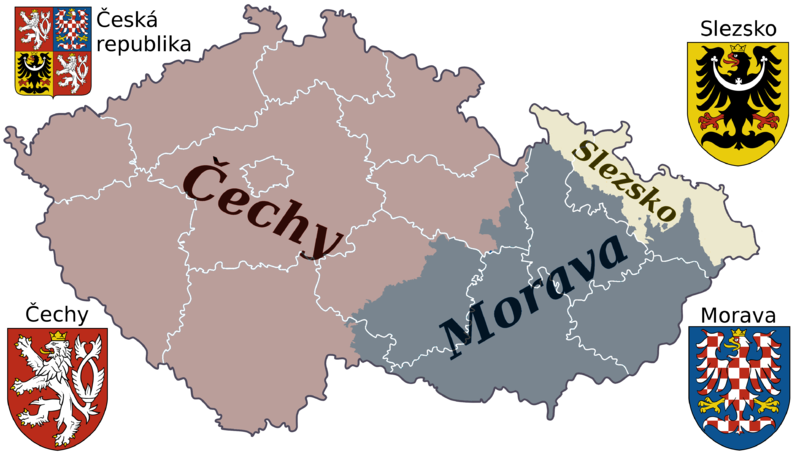 Česká
republika
Slezsko
Slezsko
Čechy
Morava
Čechy
Morava